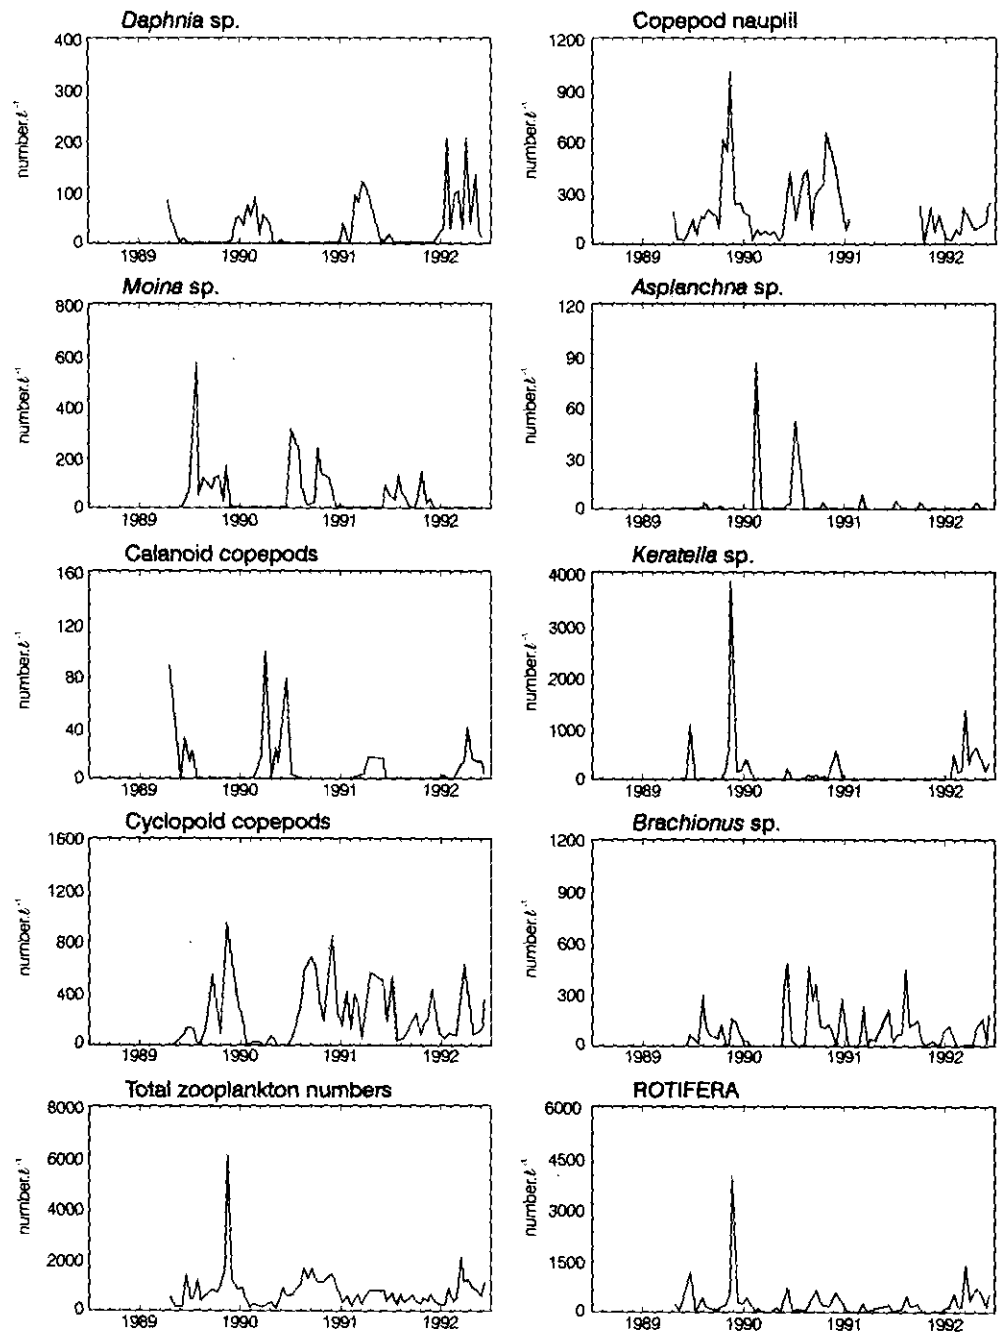 Daphnia sp.
400
300
200
100
0
number.ℓ⁻¹
1989 1990 1991 1992
Copepod nauplii
1200
900
600
300
0
number.ℓ⁻¹
1989 1990 1991 1992
Moina sp.
800
600
400
200
0
number.ℓ⁻¹
1989 1990 1991 1992
Asplanchna sp.
120
90
60
30
0
number.ℓ⁻¹
1989 1990 1991 1992
Calanoid copepods
160
120
80
40
0
number.ℓ⁻¹
1989 1990 1991 1992
Keratella sp.
4000
3000
2000
1000
0
number.ℓ⁻¹
1989 1990 1991 1992
Cyclopoid copepods
1600
1200
800
400
0
number.ℓ⁻¹
1989 1990 1991 1992
Brachionus sp.
1200
900
600
300
0
number.ℓ⁻¹
1989 1990 1991 1992
Total zooplankton numbers
8000
6000
4000
2000
0
number.ℓ⁻¹
1989 1990 1991 1992
ROTIFERA
6000
4500
3000
1500
0
number.ℓ⁻¹
1989 1990 1991 1992